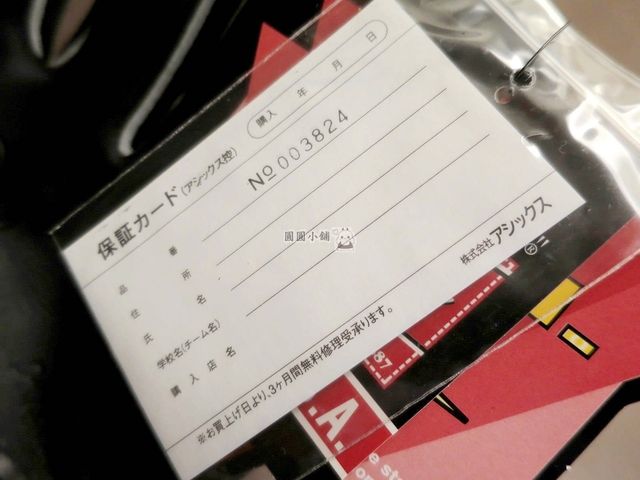 購入 年 月 日
保証カード(アシックス控) No003824
品番
住所
氏名
学校名(チーム名)
購入店名
圓圓小舖
※お買上げ日より、3ヶ月間無料修理受承ります。
株式会社 アシックス
87
.A.